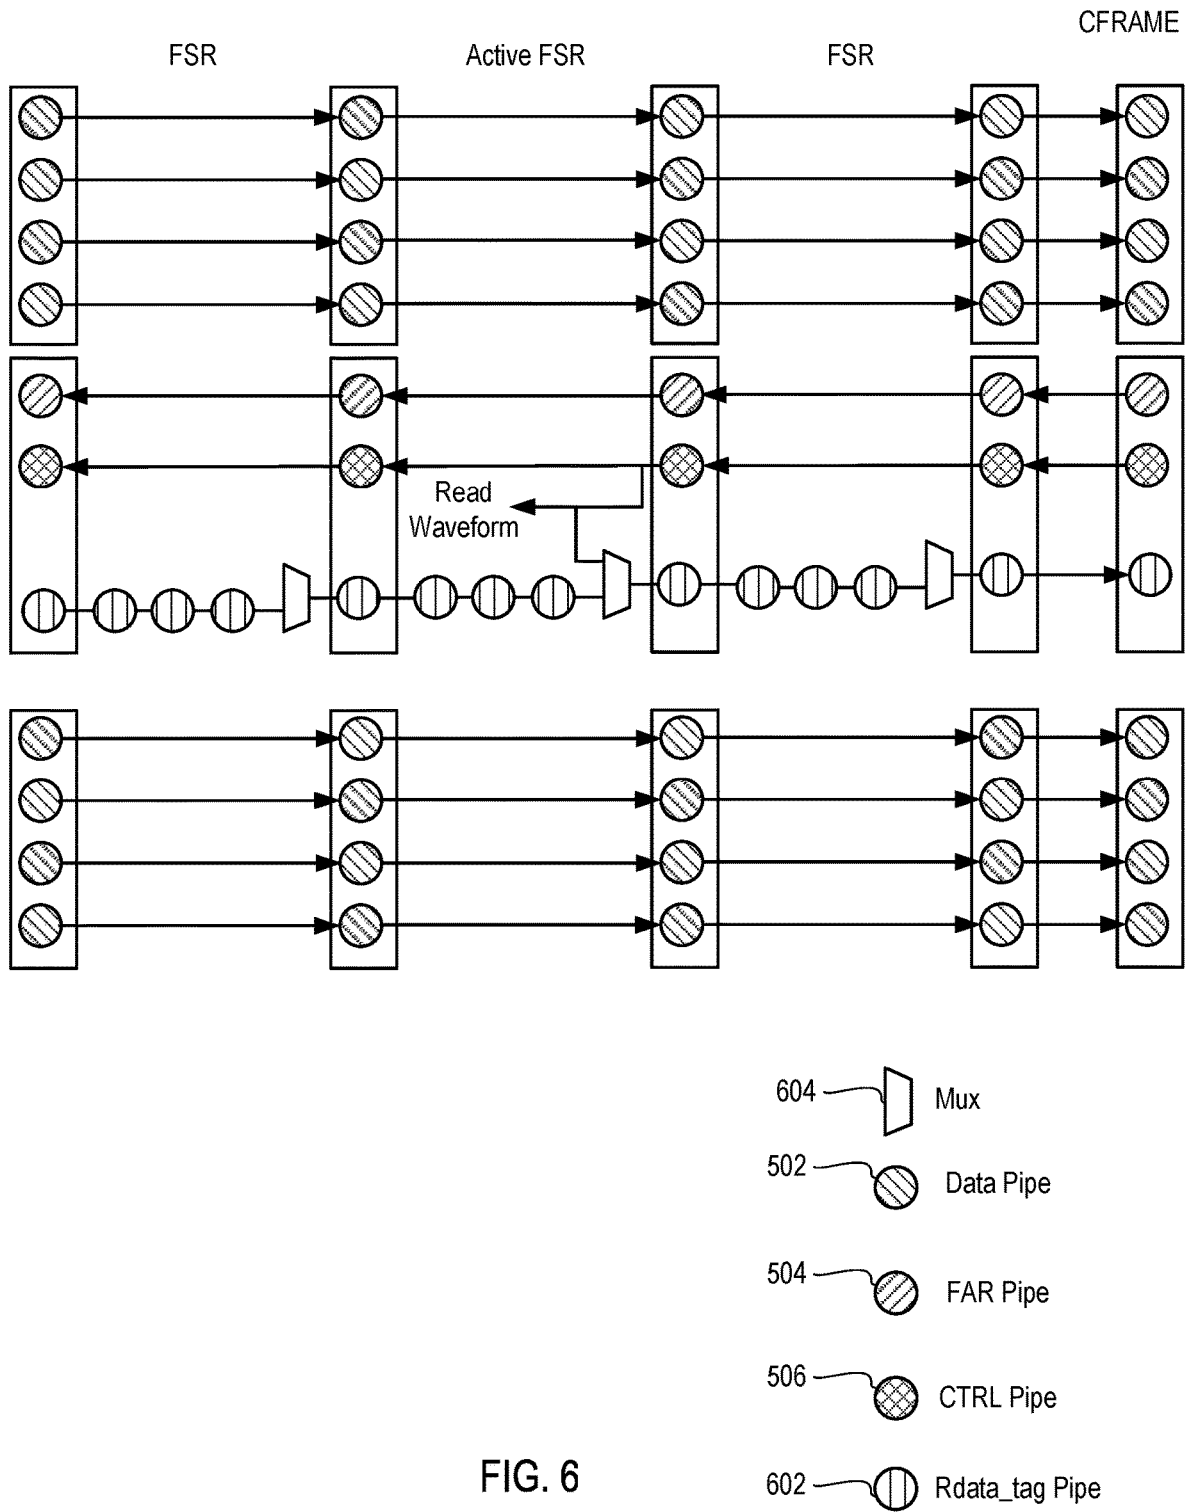 CFRAME
FSR
Active FSR
FSR
Read
Waveform
604
Mux
502
Data Pipe
504
FAR Pipe
506
CTRL Pipe
FIG. 6
602
Rdata_tag Pipe